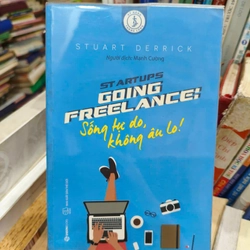 STUART DERRICK
Người dịch: Mạnh Cường
STARTUPS
GOING
FREELANCE:
Sống tự do,
không âu lo!